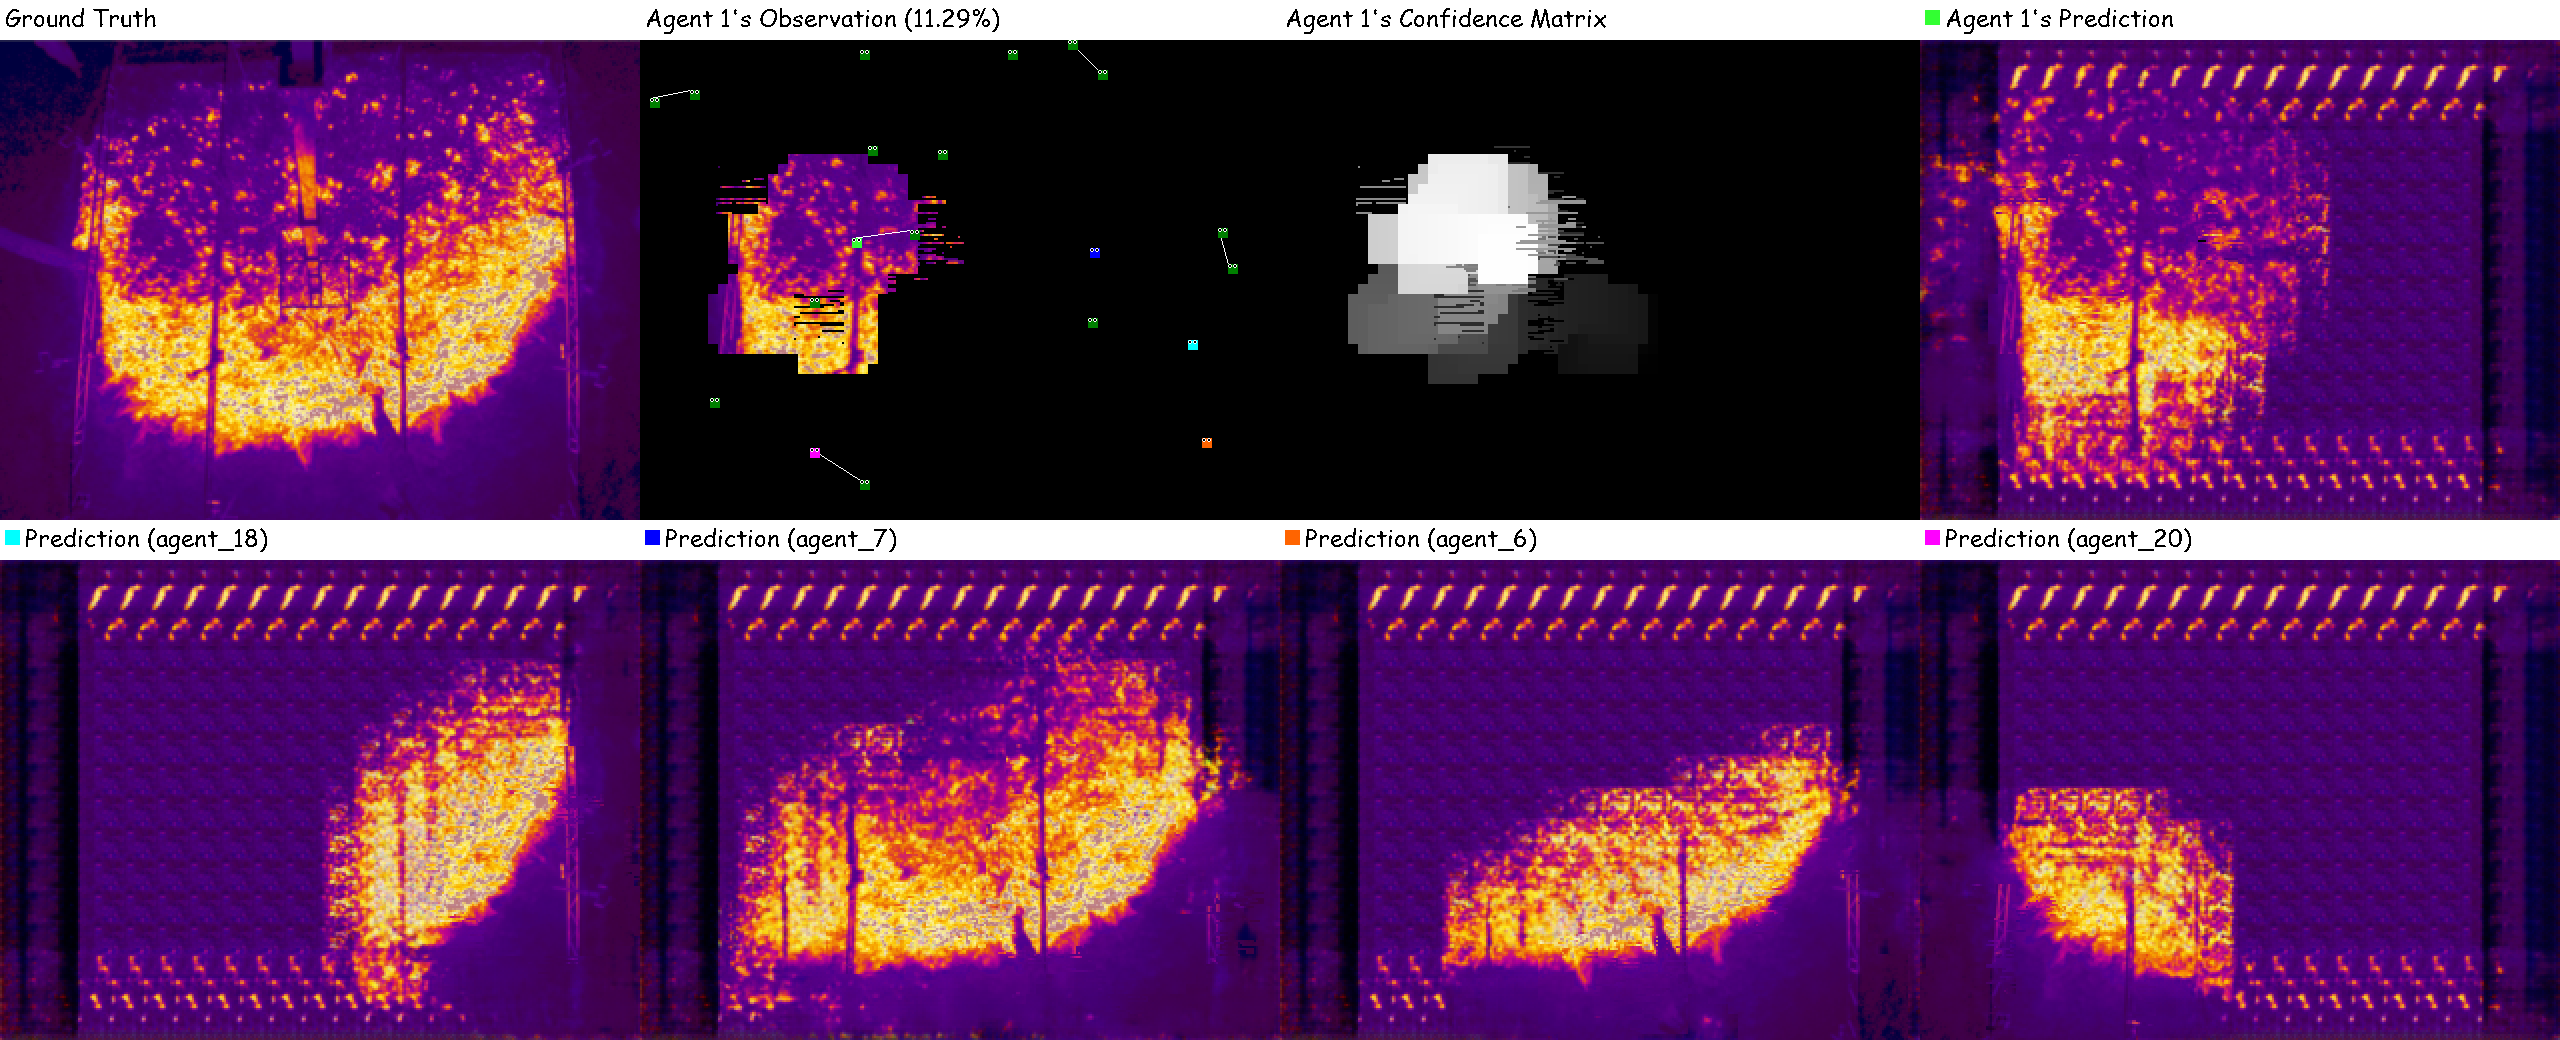 Ground Truth
Agent 1's Observation (11.29%)
Agent 1's Confidence Matrix
Agent 1's Prediction
Prediction (agent_18)
Prediction (agent_7)
Prediction (agent_6)
Prediction (agent_20)